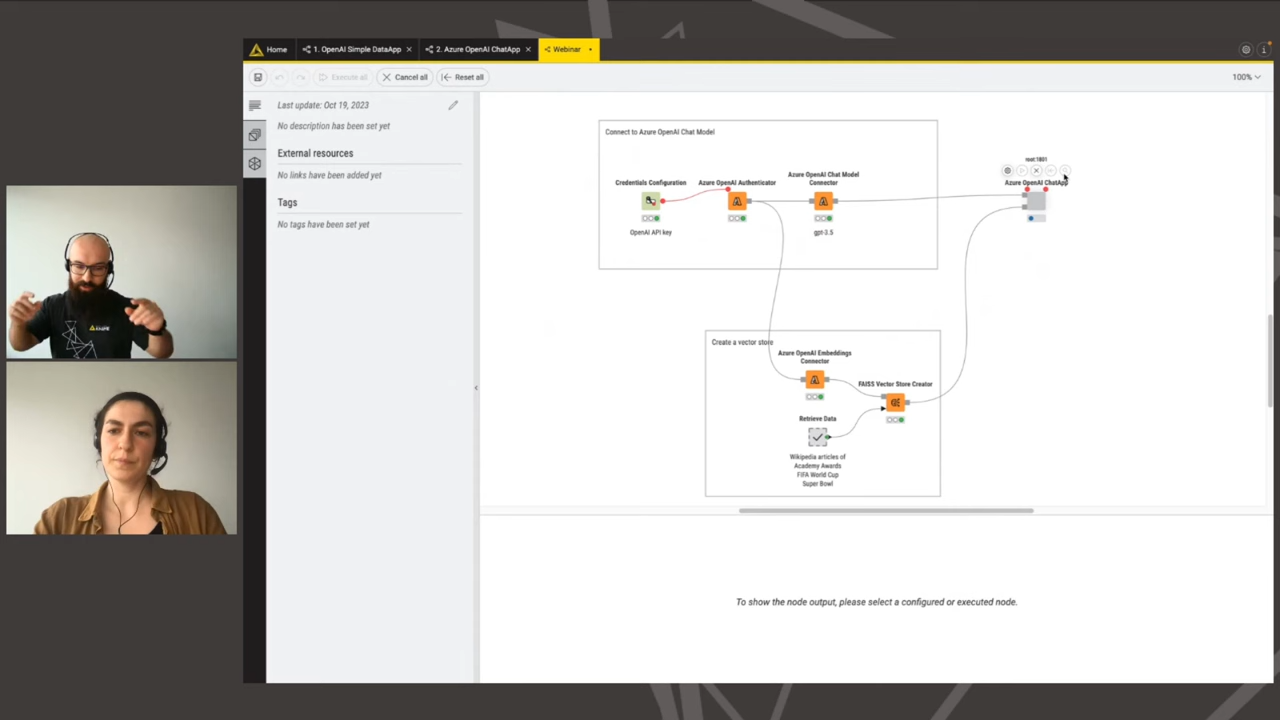 Home
1. OpenAI Simple DataApp
2. Azure OpenAI ChatApp
Webinar
Execute all
Cancel all
Reset all
100%
Last update: Oct 19, 2023
No description has been set yet
External resources
No links have been added yet
Tags
No tags have been set yet
Connect to Azure OpenAI Chat Model
Credentials Configuration
OpenAI API key
Azure OpenAI Authenticator
Azure OpenAI Chat Model
Connector
gpt-3.5
root:1801
Azure OpenAI ChatApp
Create a vector store
Azure OpenAI Embeddings
Connector
FAISS Vector Store Creator
Retrieve Data
Wikipedia articles of
Academy Awards
FIFA World Cup
Super Bowl
To show the node output, please select a configured or executed node.